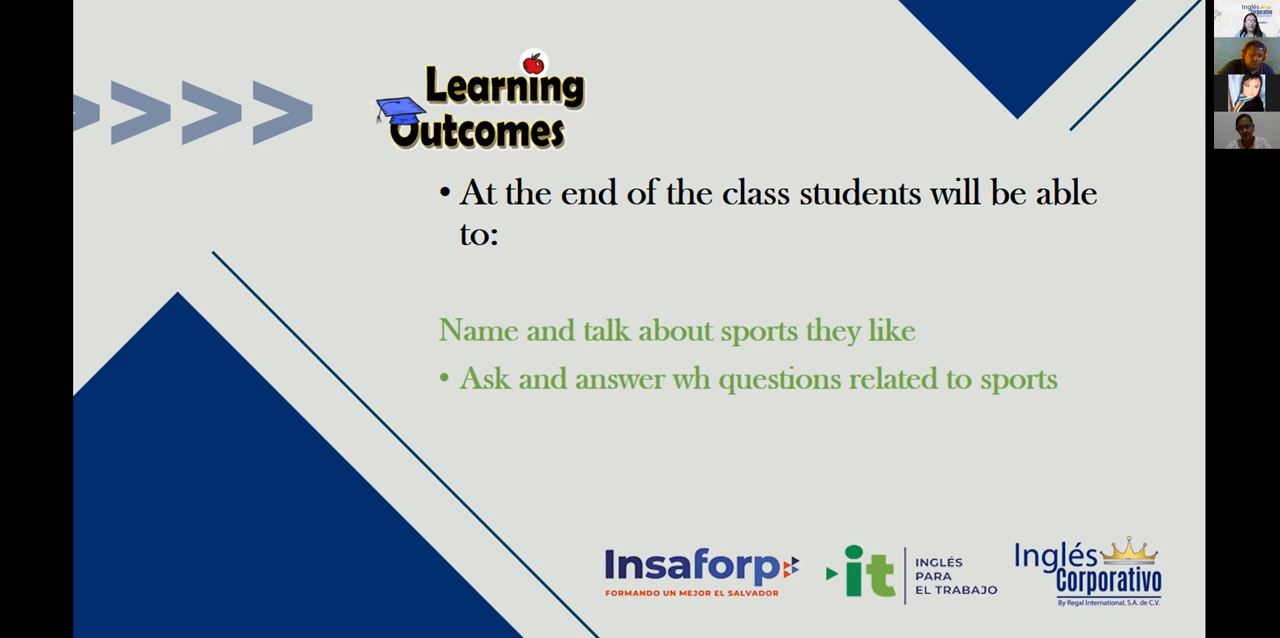 Learning
Outcomes
• At the end of the class students will be able
to:
Name and talk about sports they like
• Ask and answer wh questions related to sports
Insaforp
FORMANDO UN MEJOR EL SALVADOR
it
INGLÉS
PARA
EL TRABAJO
Inglés
Corporativo
By Regal International, S.A. de C.V.
Inglés
Corporativo